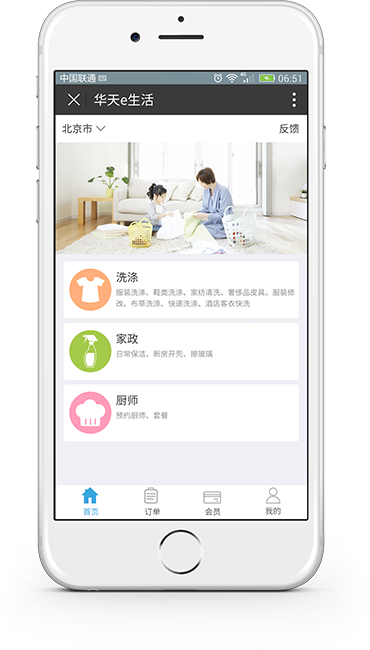 中国联通 06:51
华天e生活
北京市 反馈
洗涤
服装洗涤、鞋类洗涤、家纺清洗、奢侈品皮具、服装修
改、布草洗涤、快递洗涤、酒店客衣快洗
家政
日常保洁、新房开荒、擦玻璃
厨师
预约厨师、套餐
首页 订单 会员 我的